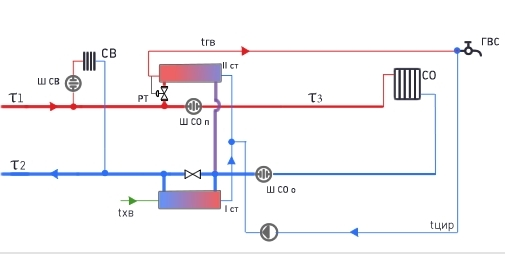 tгв
ГВС
СВ
II ст
Ш СВ
СО
РТ
τ1
τ3
Ш СО п
τ2
Ш СО о
I ст
tхв
tцир